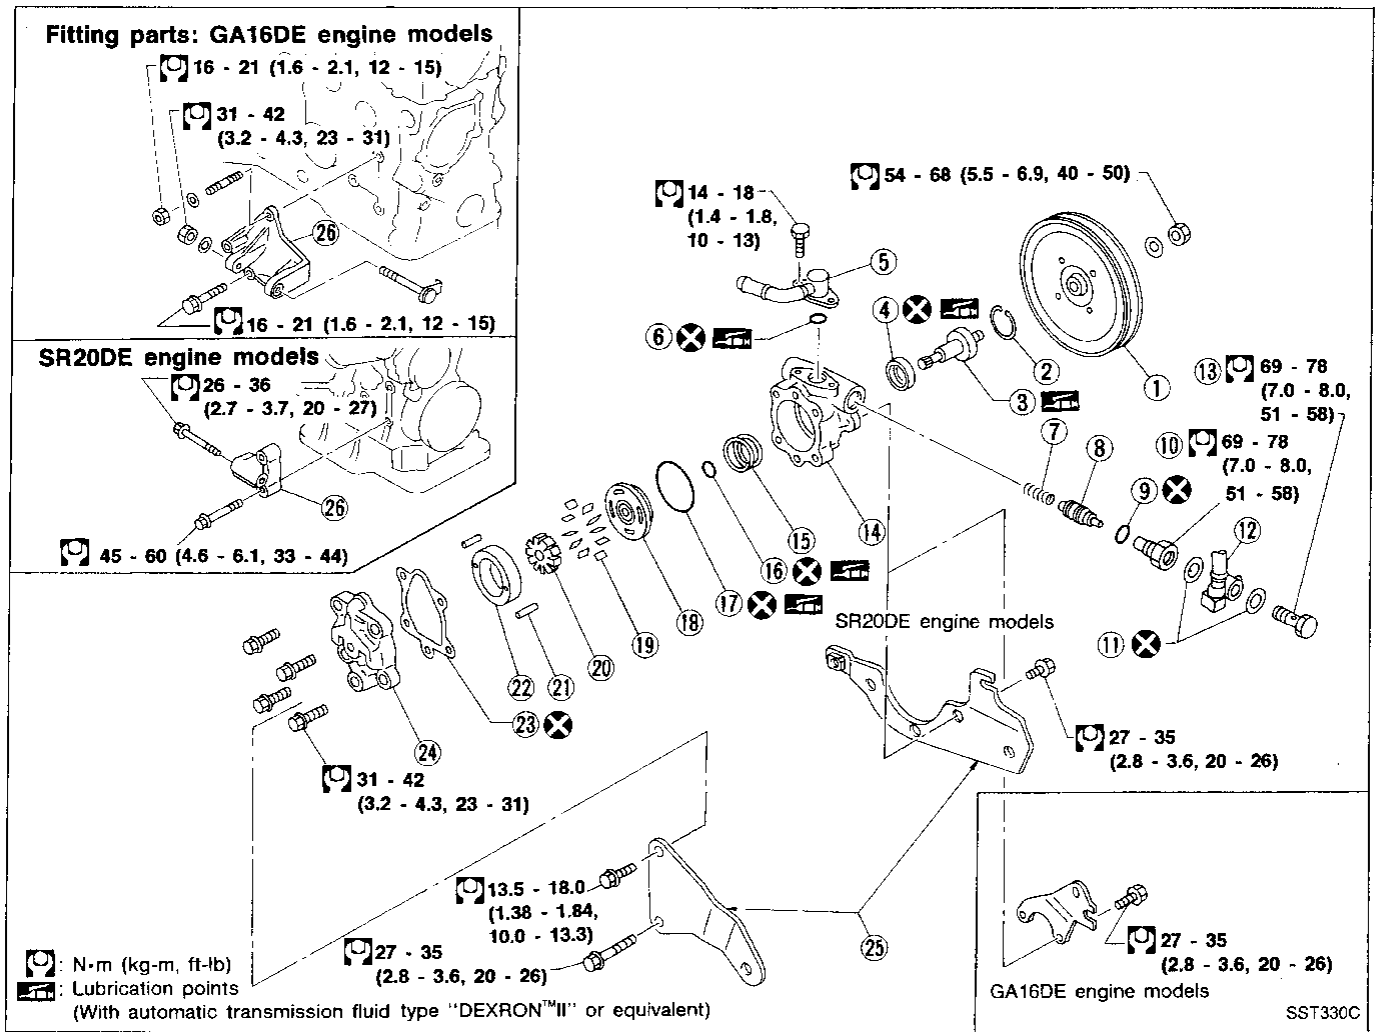 Fitting parts: GA16DE engine models
16 - 21 (1.6 - 2.1, 12 - 15)
31 - 42
(3.2 - 4.3, 23 - 31)
26
16 - 21 (1.6 - 2.1, 12 - 15)
SR20DE engine models
26 - 36
(2.7 - 3.7, 20 - 27)
26
45 - 60 (4.6 - 6.1, 33 - 44)
54 - 68 (5.5 - 6.9, 40 - 50)
14 - 18
(1.4 - 1.8,
10 - 13)
5
4
6
2
3
1
13 69 - 78
(7.0 - 8.0,
51 - 58)
7
8
10 69 - 78
(7.0 - 8.0,
51 - 58)
9
12
11
14
15
16
17
18
19
20
21
22
23
24
31 - 42
(3.2 - 4.3, 23 - 31)
SR20DE engine models
27 - 35
(2.8 - 3.6, 20 - 26)
13.5 - 18.0
(1.38 - 1.84,
10.0 - 13.3)
27 - 35
(2.8 - 3.6, 20 - 26)
25
27 - 35
(2.8 - 3.6, 20 - 26)
GA16DE engine models
: N•m (kg-m, ft-lb)
: Lubrication points
(With automatic transmission fluid type "DEXRON™II" or equivalent)
SST330C